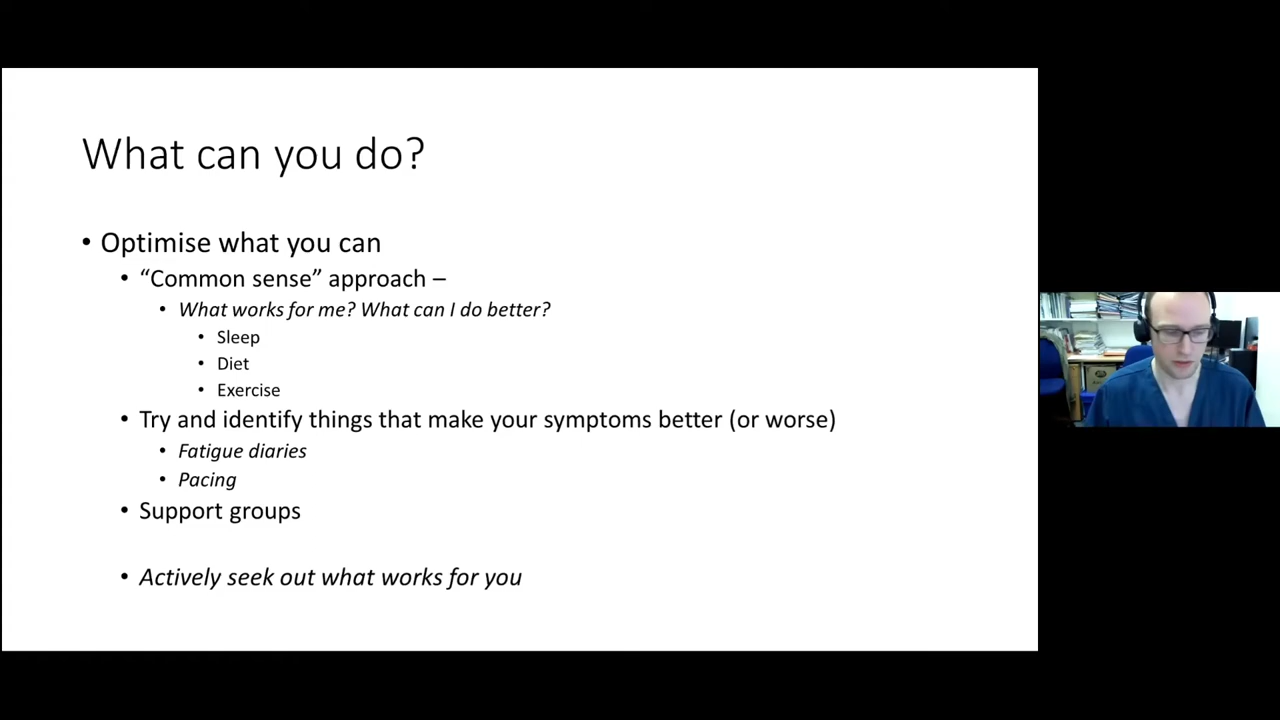 What can you do?
• Optimise what you can
• “Common sense” approach –
• What works for me? What can I do better?
• Sleep
• Diet
• Exercise
• Try and identify things that make your symptoms better (or worse)
• Fatigue diaries
• Pacing
• Support groups
• Actively seek out what works for you